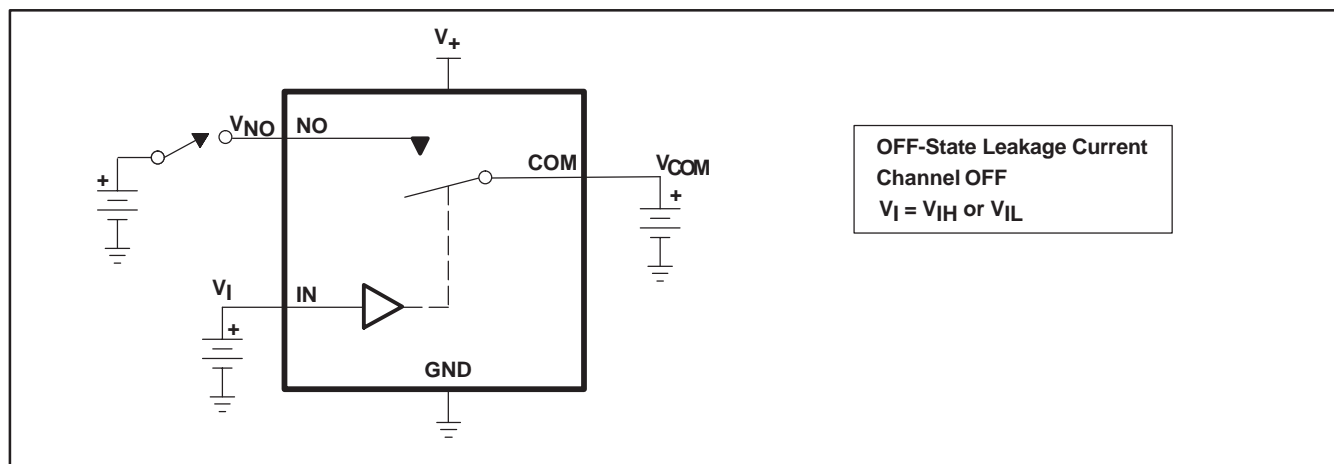 V+
VNO NO
COM VCOM
+
+
VI IN
+
GND
OFF-State Leakage Current
Channel OFF
VI = VIH or VIL